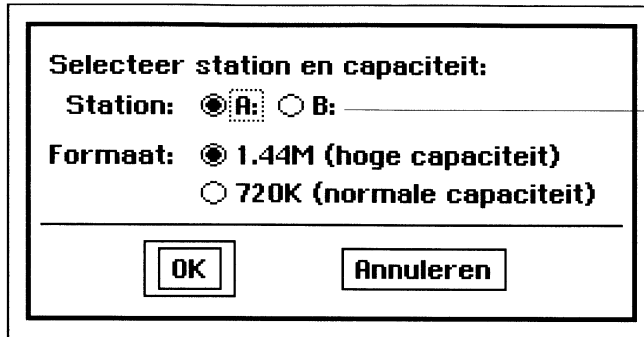 Selecteer station en capaciteit:
Station: A: B:
Formaat: 1.44M (hoge capaciteit)
720K (normale capaciteit)
OK Annuleren